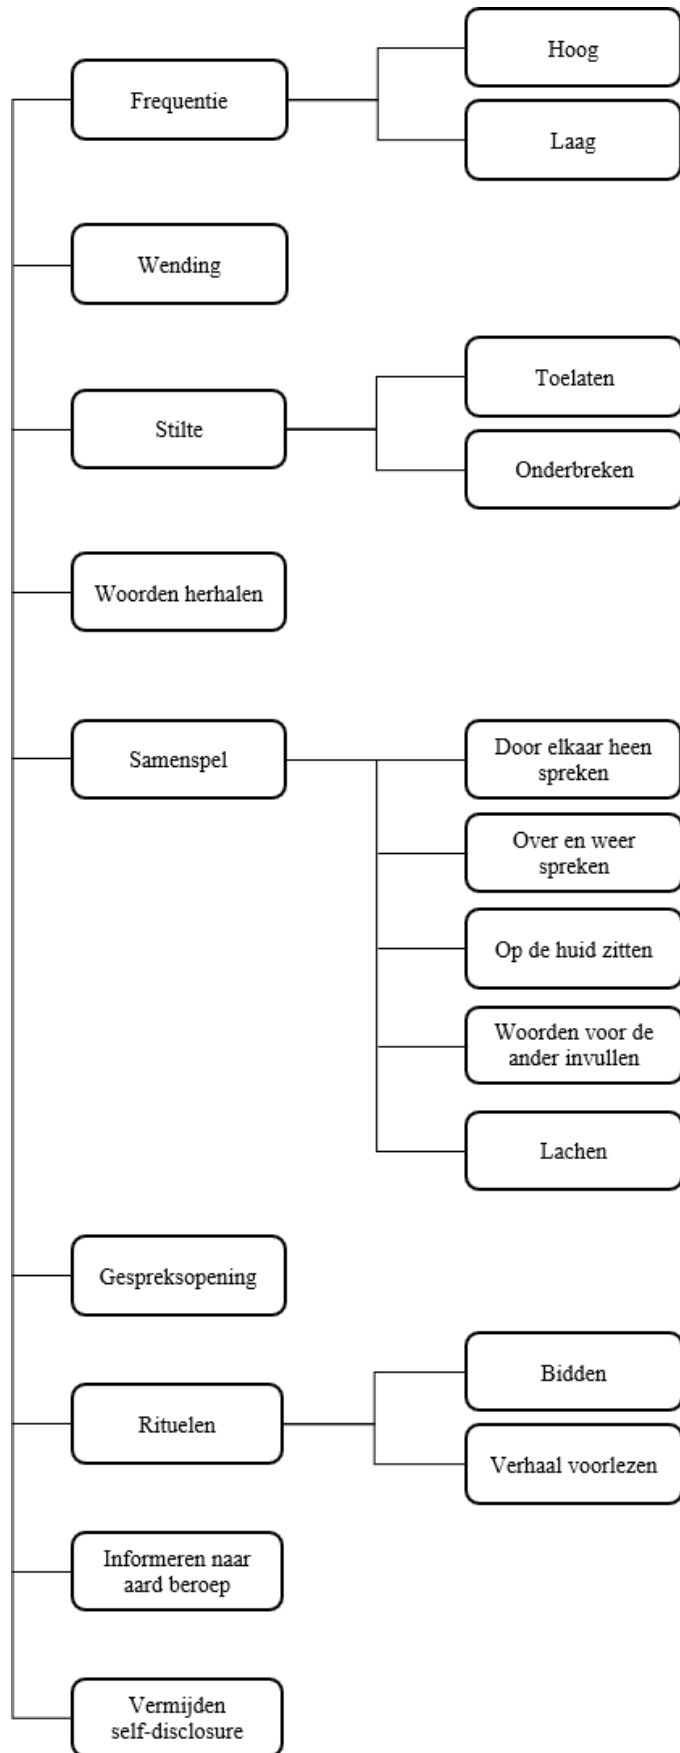 Frequentie
Hoog
Laag
Wending
Stilte
Toelaten
Onderbreken
Woorden herhalen
Samenspel
Door elkaar heen
spreken
Over en weer
spreken
Op de huid zitten
Woorden voor de
ander invullen
Lachen
Gespreksopening
Rituelen
Bidden
Verhaal voorlezen
Informeren naar
aard beroep
Vermijden
self-disclosure